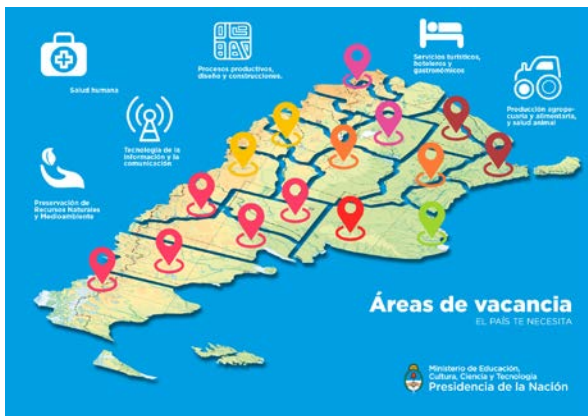 Salud humana
Procesos productivos,
diseño y construcciones.
Servicios turísticos,
hoteleros y
gastronómicos
Producción agrope-
cuaria y alimentaria,
y salud animal
Tecnología de la
información y la
comunicación
Preservación de
Recursos Naturales
y Medioambiente
Áreas de vacancia
EL PAÍS TE NECESITA
Ministerio de Educación,
Cultura, Ciencia y Tecnología
Presidencia de la Nación